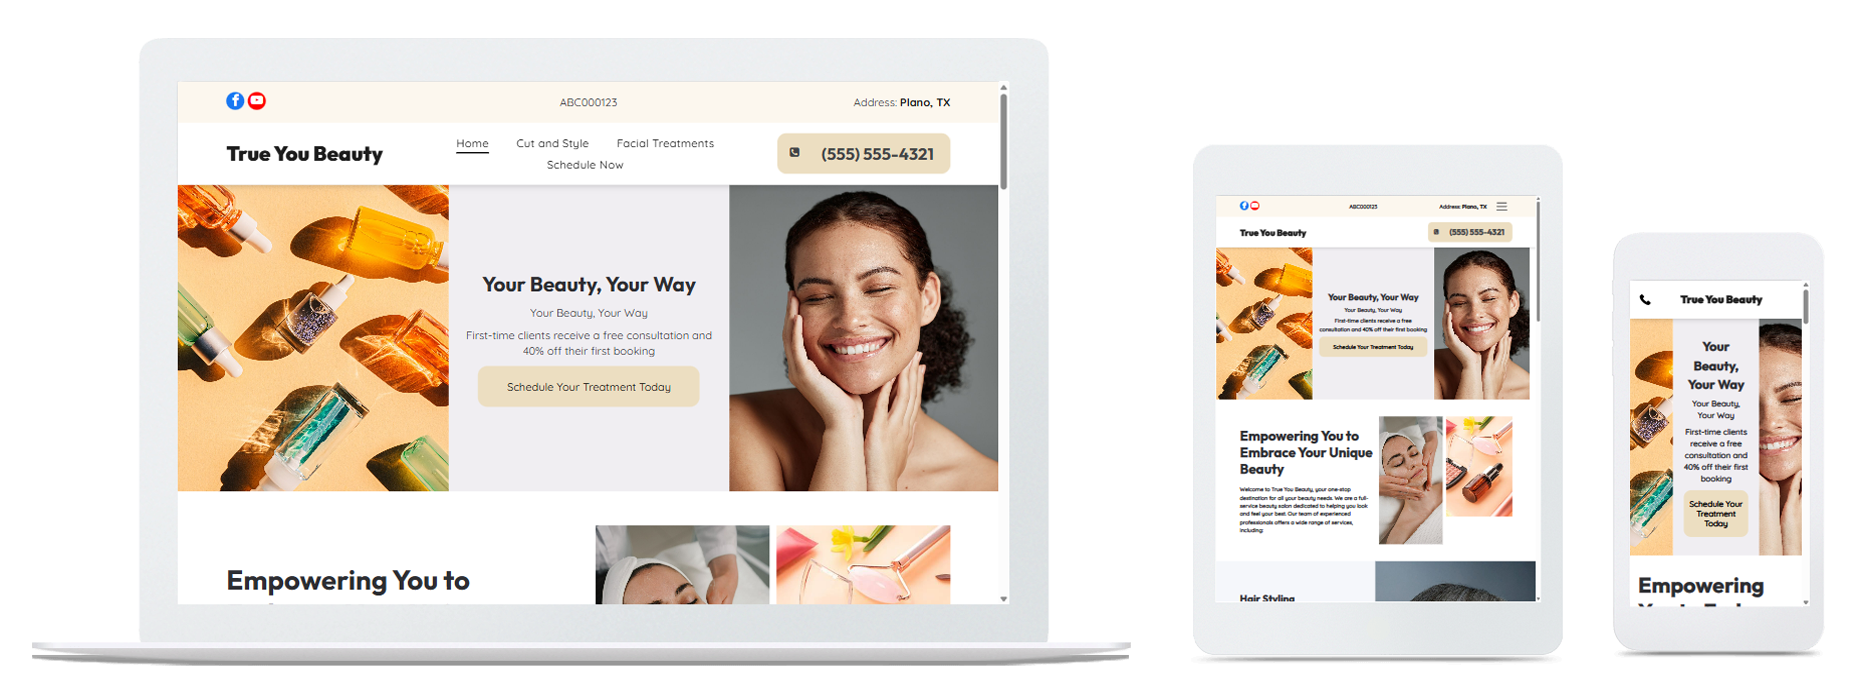 ABC000123
Address: Plano, TX
True You Beauty
Home Cut and Style Facial Treatments
Schedule Now
(555) 555-4321
Your Beauty, Your Way
Your Beauty, Your Way
First-time clients receive a free consultation and
40% off their first booking
Schedule Your Treatment Today
Empowering You to
ABC000123
Address: Plano, TX
True You Beauty
(555) 555-4321
Your Beauty, Your Way
Your Beauty, Your Way
First-time clients receive a free
consultation and 40% off their first booking
Schedule Your Treatment Today
Empowering You to
Embrace Your Unique
Beauty
Welcome to True You Beauty, your one-stop
destination for all your beauty needs. We are a full-
service beauty salon dedicated to helping you look
and feel your best. Our team of experienced
professionals offers a wide range of services,
including:
Hair Styling
True You Beauty
Your
Beauty,
Your Way
Your Beauty,
Your Way
First-time clients
receive a free
consultation and
40% off their first
booking
Schedule Your
Treatment
Today
Empowering